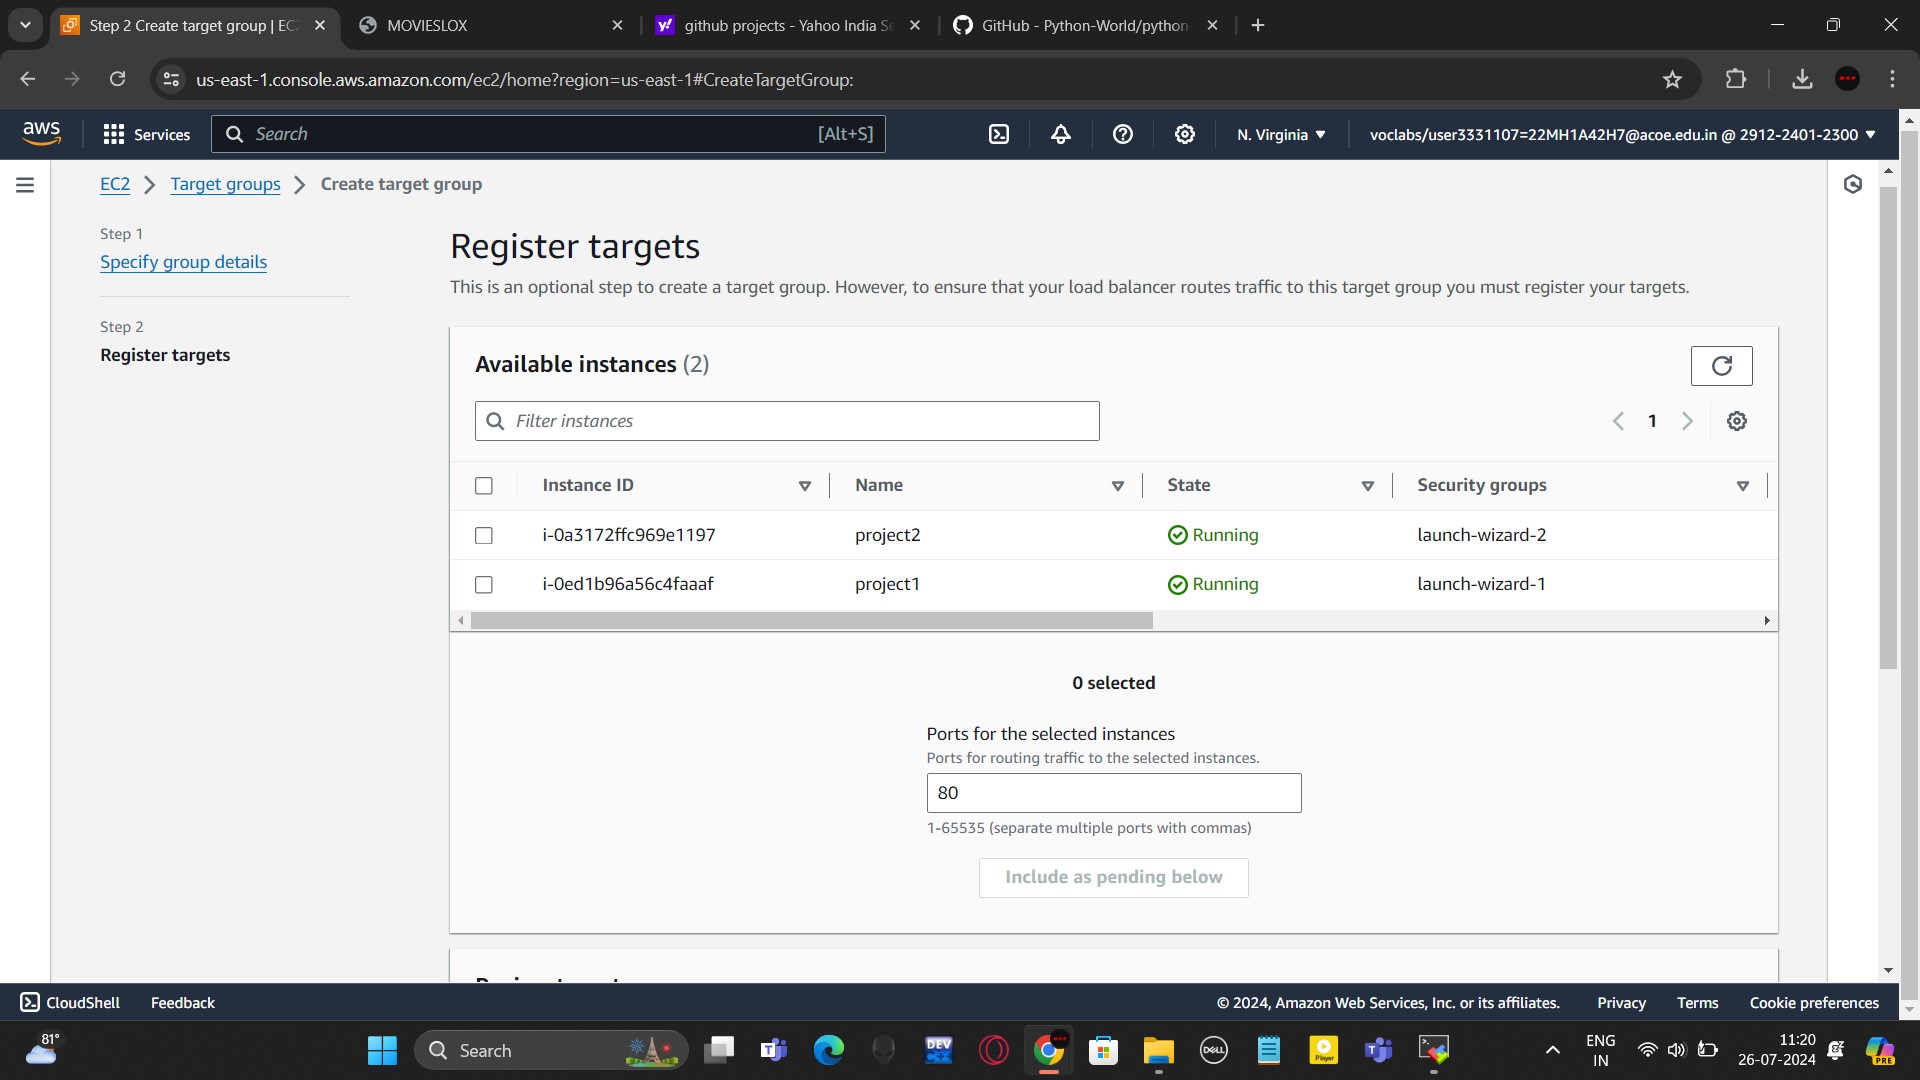 Step 2 Create target group | EC
MOVIESLOX
github projects - Yahoo India Se
GitHub - Python-World/python
us-east-1.console.aws.amazon.com/ec2/home?region=us-east-1#CreateTargetGroup:
aws
Services
Search
[Alt+S]
N. Virginia
voclabs/user3331107=22MH1A42H7@acoe.edu.in @ 2912-2401-2300
EC2
Target groups
Create target group
Step 1
Specify group details
Step 2
Register targets
Register targets
This is an optional step to create a target group. However, to ensure that your load balancer routes traffic to this target group you must register your targets.
Available instances (2)
Filter instances
1
Instance ID
Name
State
Security groups
i-0a3172ffc969e1197
project2
Running
launch-wizard-2
i-0ed1b96a56c4faaaf
project1
Running
launch-wizard-1
0 selected
Ports for the selected instances
Ports for routing traffic to the selected instances.
80
1-65535 (separate multiple ports with commas)
Include as pending below
CloudShell
Feedback
© 2024, Amazon Web Services, Inc. or its affiliates.
Privacy
Terms
Cookie preferences
81°
Search
DEV
C++
DELL
Player
PRE
ENG
IN
11:20
26-07-2024